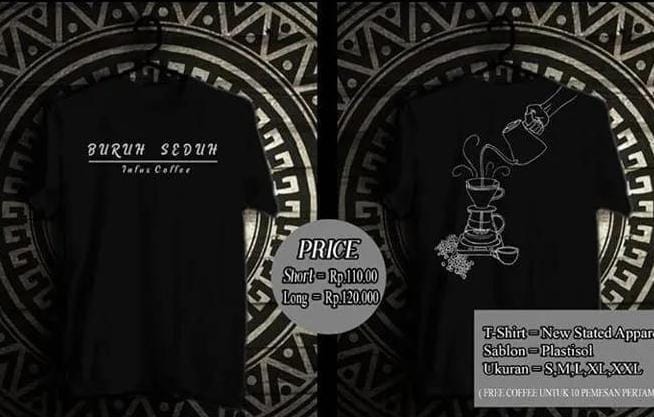 BURUH SEDUH
Infus Coffee
PRICE
Short = Rp.110.00
Long = Rp.120.000
T-Shirt = New Stated Appar
Sablon = Plastisol
Ukuran = S,M,L,XL,XXL
( FREE COFFEE UNTUK 10 PEMESAN PERTAM